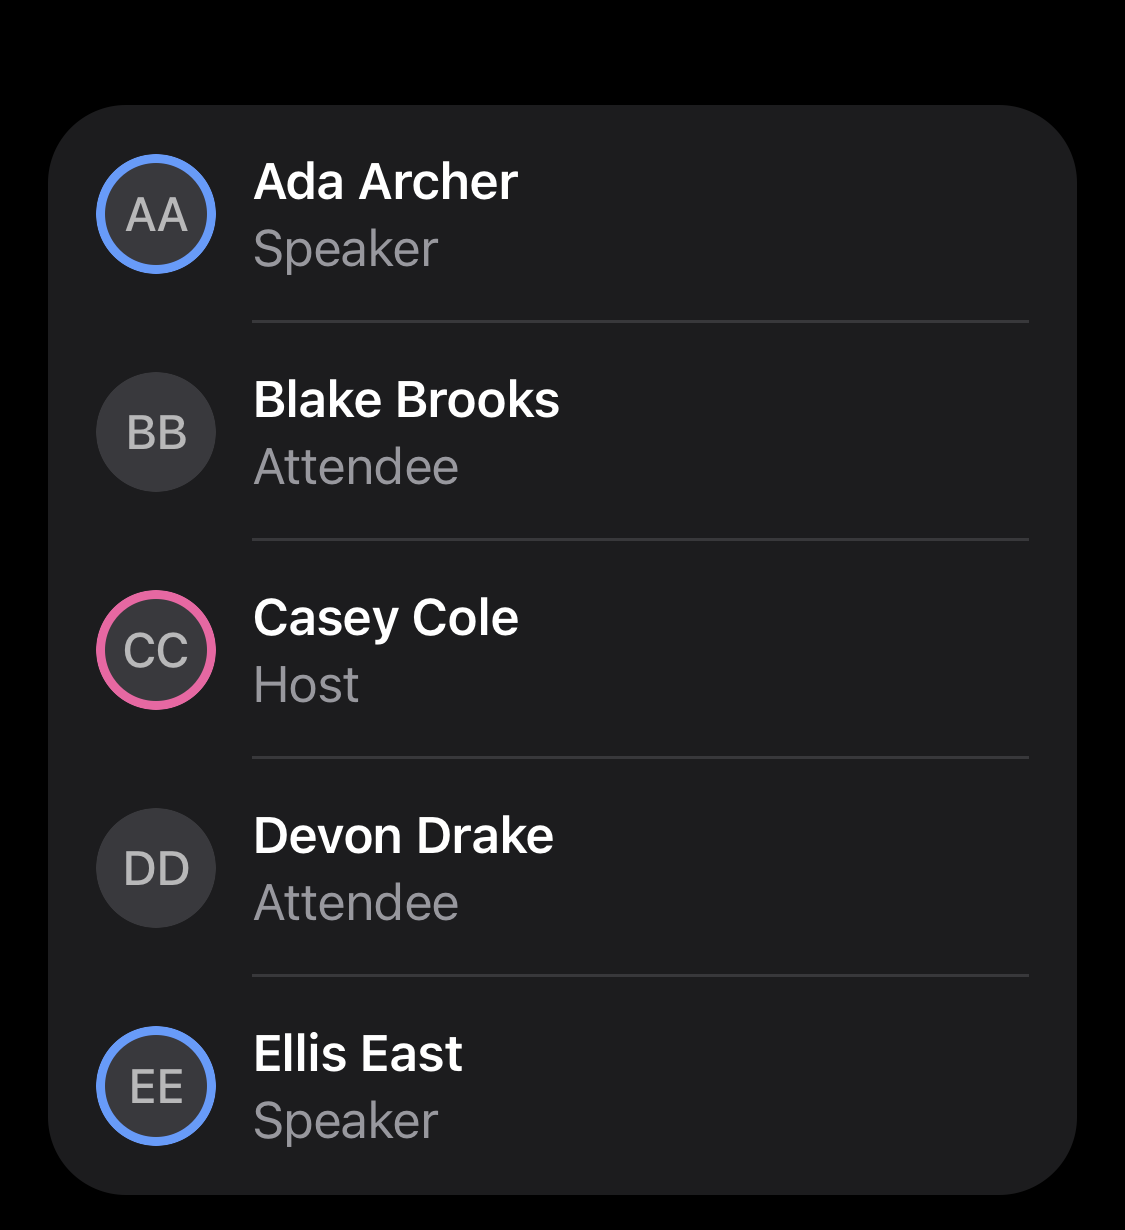 AA
Ada Archer
Speaker
BB
Blake Brooks
Attendee
CC
Casey Cole
Host
DD
Devon Drake
Attendee
EE
Ellis East
Speaker